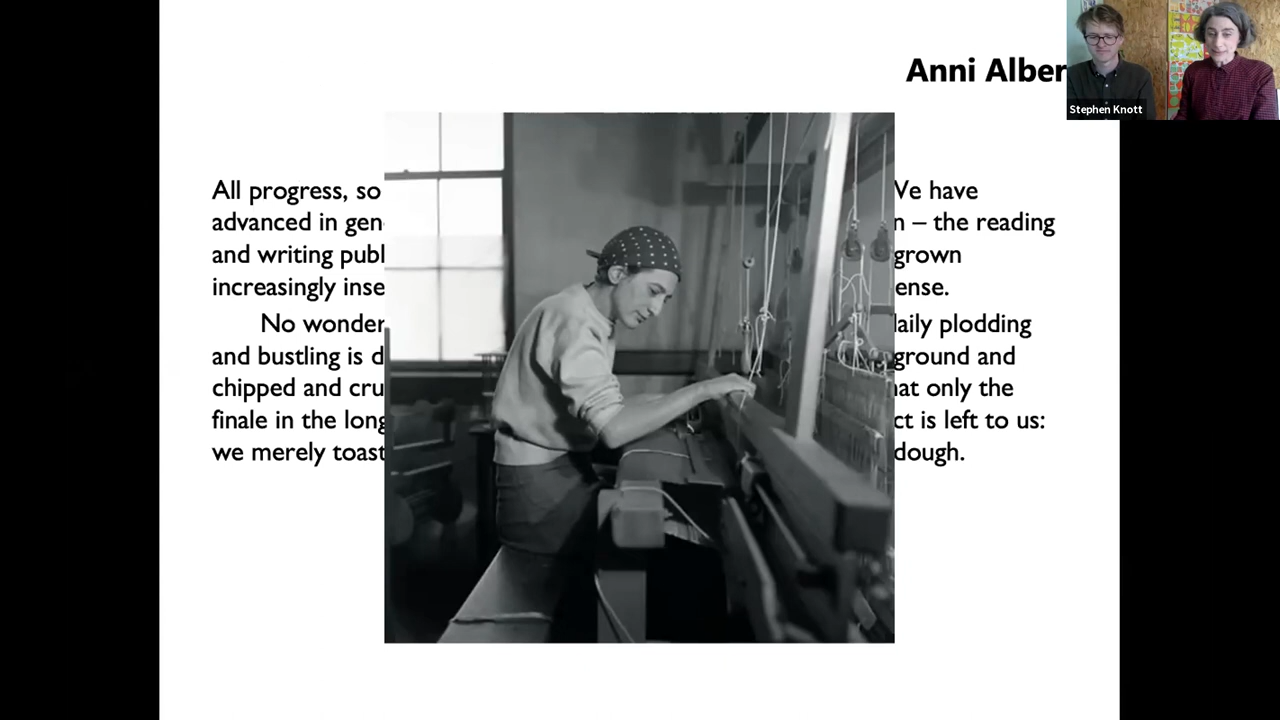 Anni Alber
Stephen Knott
All progress, so We have
advanced in gen – the reading
and writing publ grown
increasingly inse ense.
No wonder daily plodding
and bustling is d ground and
chipped and cru hat only the
finale in the long ct is left to us:
we merely toast dough.